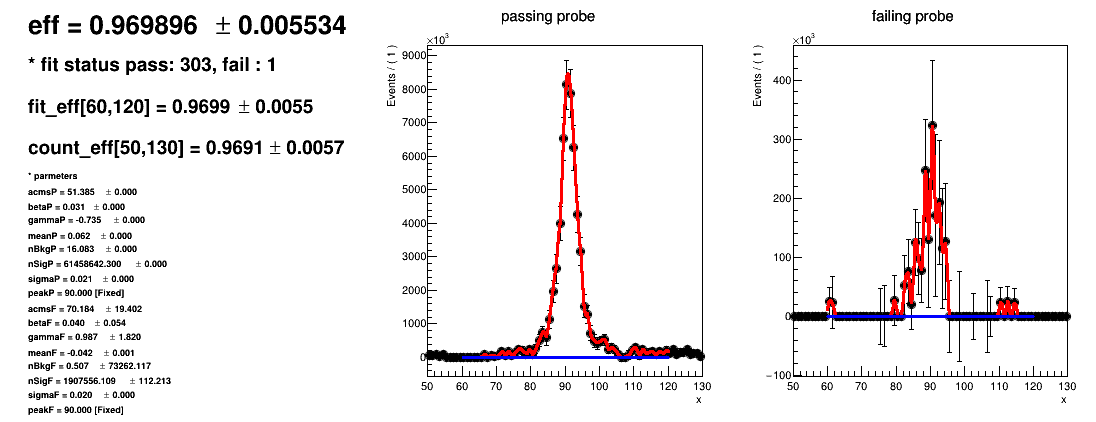 eff = 0.969896 ± 0.005534
* fit status pass: 303, fail : 1
fit_eff[60,120] = 0.9699 ± 0.0055
count_eff[50,130] = 0.9691 ± 0.0057
* parmeters
acmsP = 51.385 ± 0.000
betaP = 0.031 ± 0.000
gammaP = -0.735 ± 0.000
meanP = 0.062 ± 0.000
nBkgP = 16.083 ± 0.000
nSigP = 61458642.300 ± 0.000
sigmaP = 0.021 ± 0.000
peakP = 90.000 [Fixed]
acmsF = 70.184 ± 19.402
betaF = 0.040 ± 0.054
gammaF = 0.987 ± 1.820
meanF = -0.042 ± 0.001
nBkgF = 0.507 ± 73262.117
nSigF = 1907556.109 ± 112.213
sigmaF = 0.020 ± 0.000
peakF = 90.000 [Fixed]
passing probe
×10³
Events / ( 1 )
9000
8000
7000
6000
5000
4000
3000
2000
1000
0
50 60 70 80 90 100 110 120 130
x
failing probe
×10³
Events / ( 1 )
400
300
200
100
0
−100
50 60 70 80 90 100 110 120 130
x